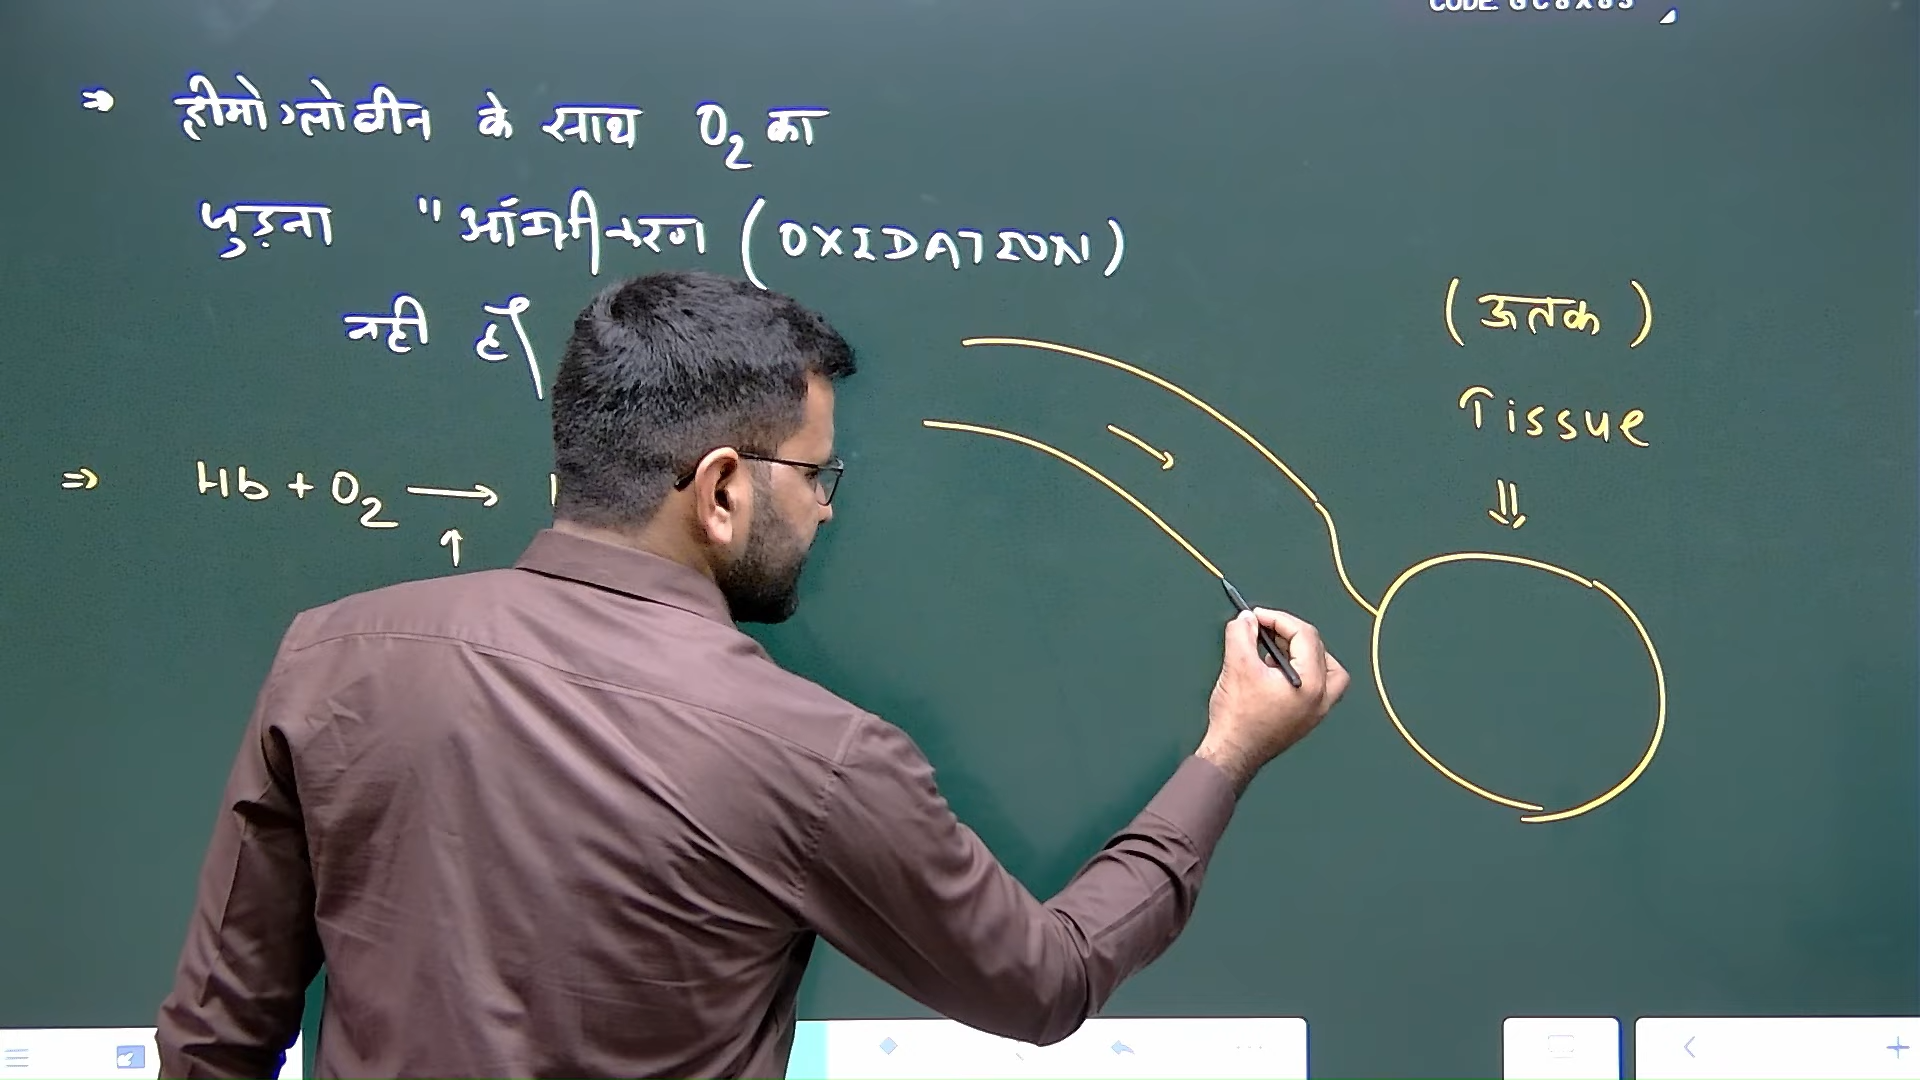 ⇒ हीमोग्लोबीन के साथ O₂ का
जुड़ना "ऑक्सीकरण (OXIDATION)
नही है
⇒ Hb + O₂ →
↑
(ऊतक)
Tissue
⇓